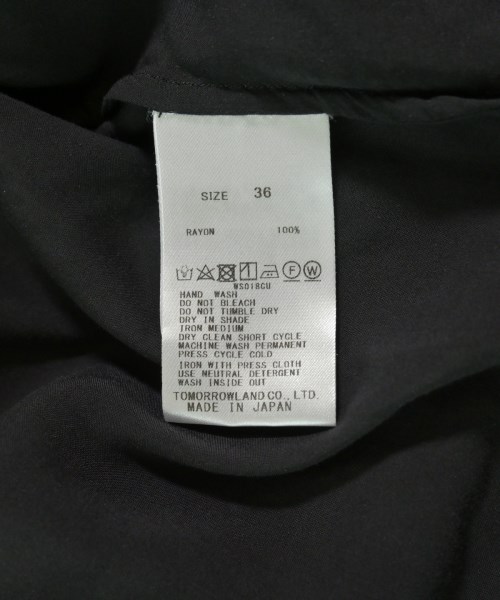 SIZE 36
RAYON 100%
F W
WS018CU
HAND WASH
DO NOT BLEACH
DO NOT TUMBLE DRY
DRY IN SHADE
IRON MEDIUM
DRY CLEAN SHORT CYCLE
MACHINE WASH PERMANENT
PRESS CYCLE COLD
IRON WITH PRESS CLOTH
USE NEUTRAL DETERGENT
WASH INSIDE OUT
TOMORROWLAND CO., LTD.
MADE IN JAPAN